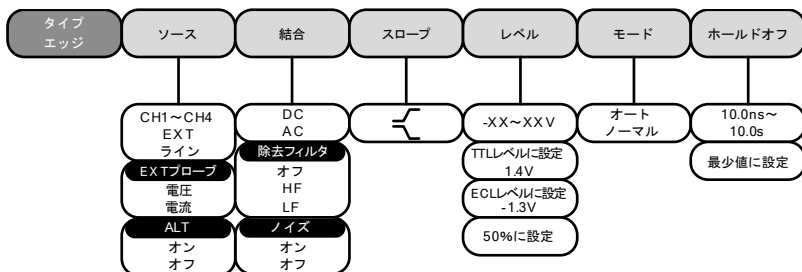 タイプ
エッジ
ソース
結合
スロープ
レベル
モード
ホールドオフ
CH1～CH4
EXT
ライン
EXTプローブ
電圧
電流
ALT
オン
オフ
DC
AC
除去フィルタ
オフ
HF
LF
ノイズ
オン
オフ
-XX～XXV
TTLレベルに設定
1.4V
ECLレベルに設定
-1.3V
50%に設定
オート
ノーマル
10.0ns～
10.0s
最少値に設定